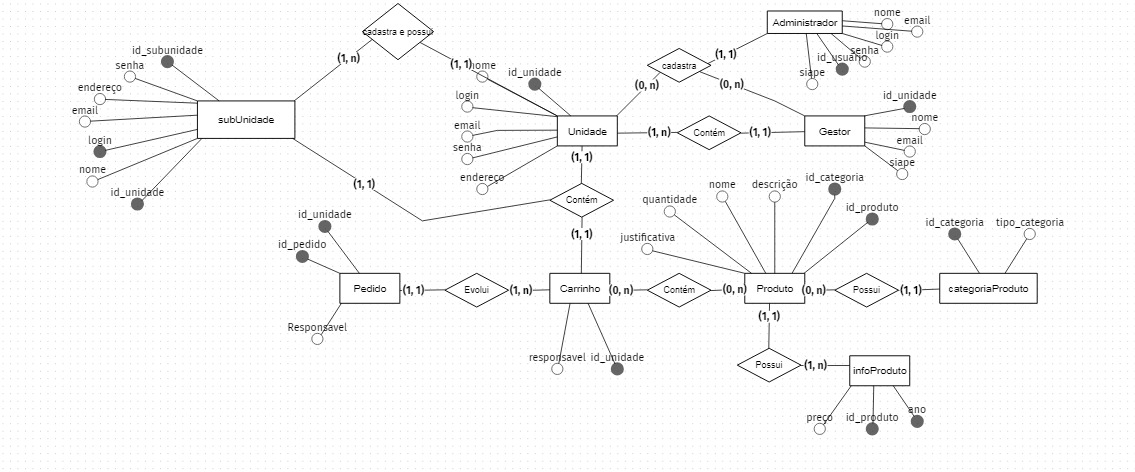 cadastra e possui
nome
Administrador
email
login
senha
id_usuario
siape
(1, n)
(1, 1)
cadastra
(1, 1)
(0, n)
(0, n)
id_subunidade
senha
endereço
email
login
nome
id_unidade
subUnidade
nome
id_unidade
login
email
senha
endereço
Unidade
(1, n)
Contém
(1, 1)
Gestor
id_unidade
nome
email
siape
(1, 1)
(1, 1)
Contém
(1, 1)
id_unidade
id_pedido
Pedido
Responsavel
(1, 1)
Evolui
(1, n)
Carrinho
responsavel
id_unidade
(0, n)
Contém
(0, n)
justificativa
quantidade
nome
descrição
id_categoria
id_produto
Produto
(0, n)
Possui
(1, 1)
id_categoria
tipo_categoria
categoriaProduto
(1, 1)
Possui
(1, n)
infoProduto
preço
id_produto
ano